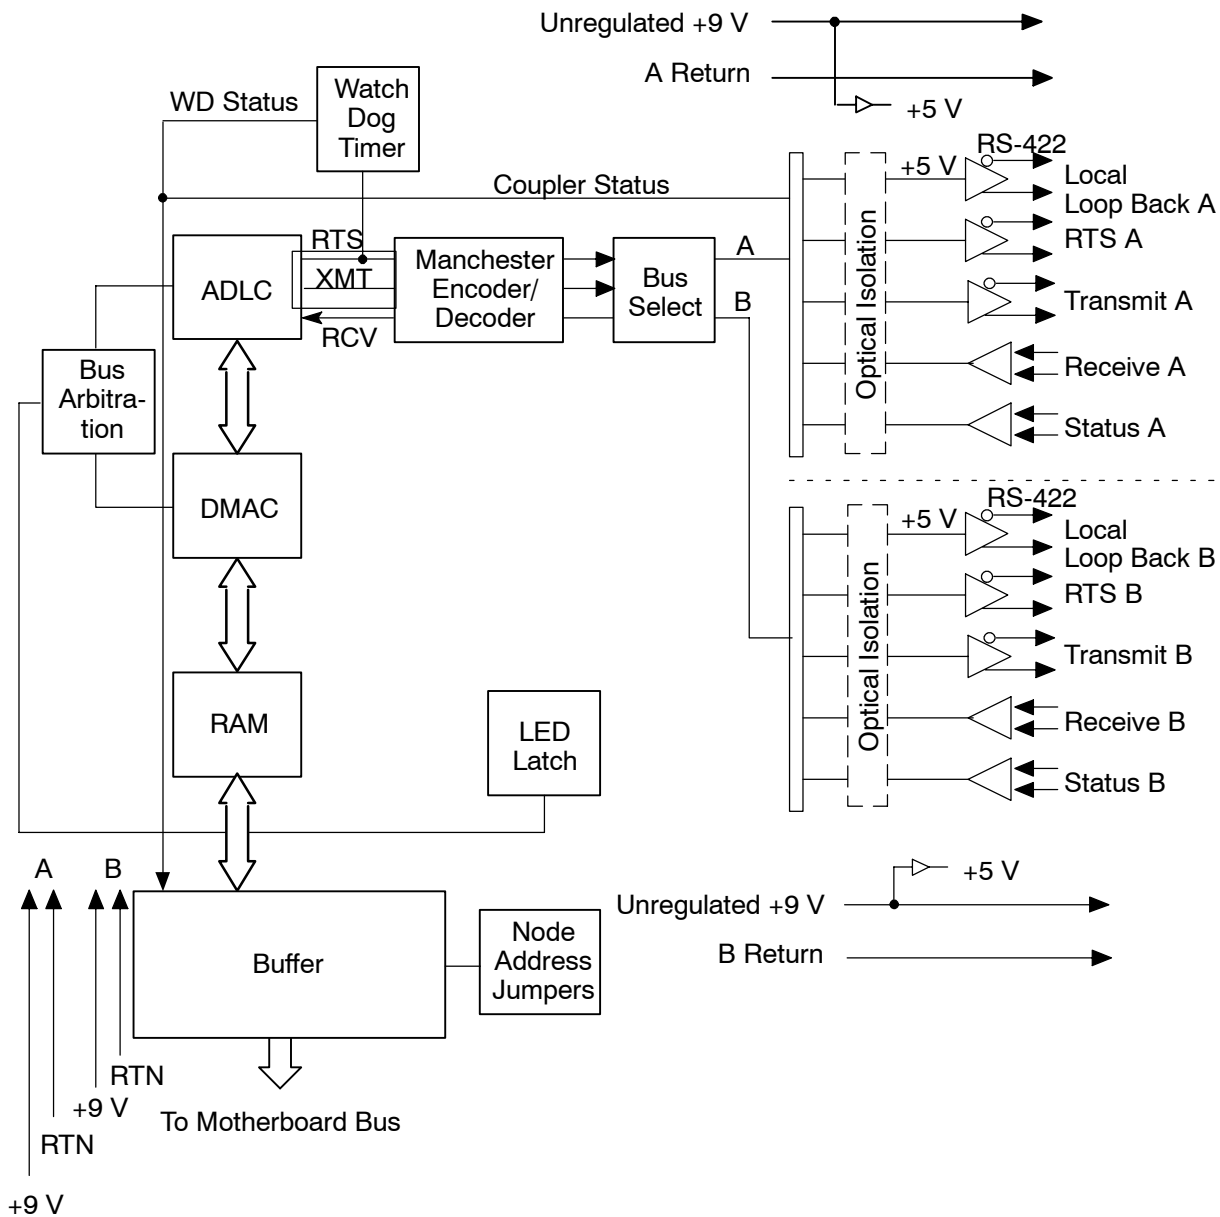 Unregulated +9 V
A Return
+5 V
WD Status
Watch
Dog
Timer
Coupler Status
RS-422
+5 V
Local
Loop Back A
RTS A
Transmit A
Receive A
Status A
Optical Isolation
ADLC
RTS
XMT
RCV
Manchester
Encoder/
Decoder
Bus
Select
A
B
Bus
Arbitra-
tion
DMAC
RAM
LED
Latch
RS-422
+5 V
Local
Loop Back B
RTS B
Transmit B
Receive B
Status B
Optical Isolation
A
B
Buffer
Node
Address
Jumpers
+5 V
Unregulated +9 V
B Return
RTN
+9 V
RTN
+9 V
To Motherboard Bus